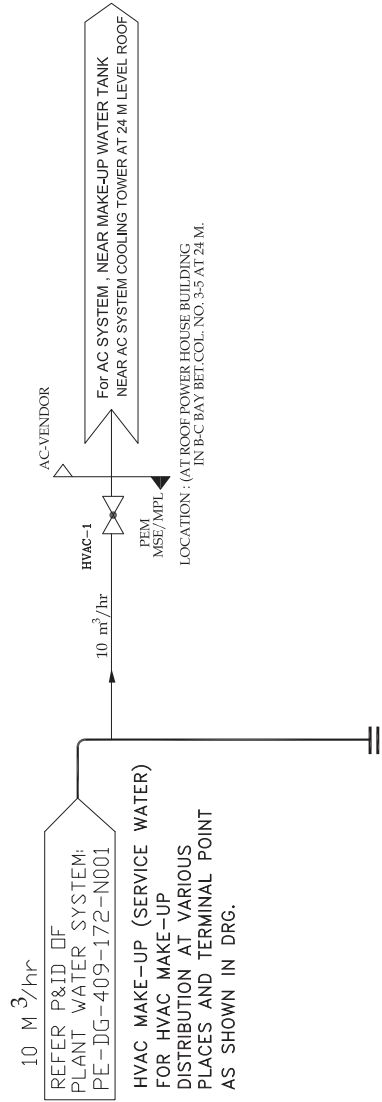 10 M³/hr
REFER P&ID OF
PLANT WATER SYSTEM:
PE-DG-409-172-N001
HVAC MAKE-UP (SERVICE WATER)
FOR HVAC MAKE-UP
DISTRIBUTION AT VARIOUS
PLACES AND TERMINAL POINT
AS SHOWN IN DRG.
10 m³/hr
HVAC-1
AC-VENDOR
PEM
MSE/MPL
LOCATION : (AT ROOF POWER HOUSE BUILDING
IN B-C BAY BET.COL. NO. 3-5 AT 24 M.
For AC SYSTEM , NEAR MAKE-UP WATER TANK
NEAR AC SYSTEM COOLING TOWER AT 24 M LEVEL ROOF